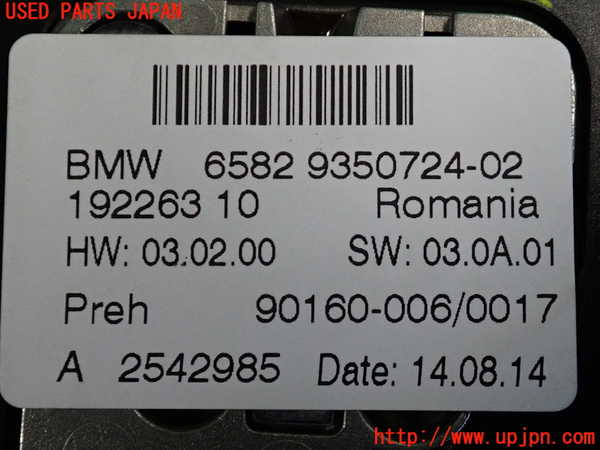 USED PARTS JAPAN
BMW 6582 9350724-02
192263 10 Romania
HW: 03.02.00 SW: 03.0A.01
Preh 90160-006/0017
A 2542985 Date: 14.08.14
http://www.upjpn.com/